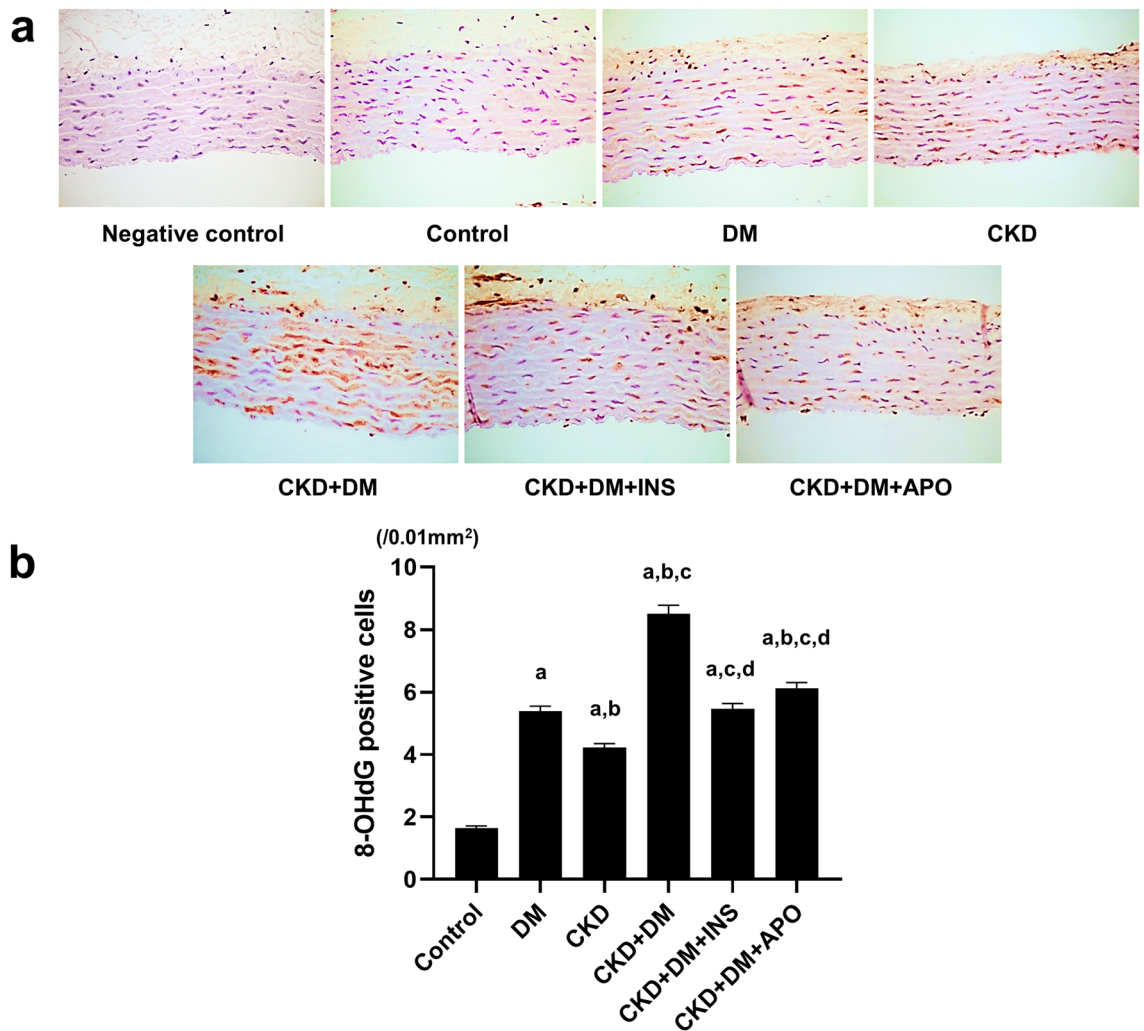 a
Negative control
Control
DM
CKD
CKD+DM
CKD+DM+INS
CKD+DM+APO
b
(/0.01mm²)
8-OHdG positive cells
10
8
6
4
2
0
a
a,b
a,b,c
a,c,d
a,b,c,d
Control
DM
CKD
CKD+DM
CKD+DM+INS
CKD+DM+APO